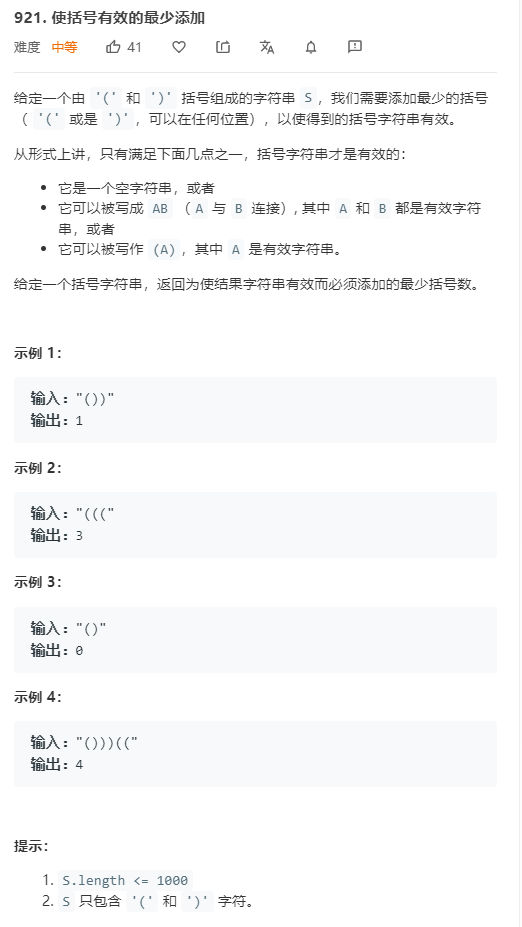 921. 使括号有效的最少添加
难度 中等 41
给定一个由 '(' 和 ')' 括号组成的字符串 S，我们需要添加最少的括号
（ '(' 或是 ')'，可以在任何位置），以使得到的括号字符串有效。
从形式上讲，只有满足下面几点之一，括号字符串才是有效的：
• 它是一个空字符串，或者
• 它可以被写成 AB （A 与 B 连接）, 其中 A 和 B 都是有效字符
串，或者
• 它可以被写作 (A)，其中 A 是有效字符串。
给定一个括号字符串，返回为使结果字符串有效而必须添加的最少括号数。
示例 1：
输入："())"
输出：1
示例 2：
输入："((("
输出：3
示例 3：
输入："()"
输出：0
示例 4：
输入："()))(("
输出：4
提示：
1. S.length <= 1000
2. S 只包含 '(' 和 ')' 字符。